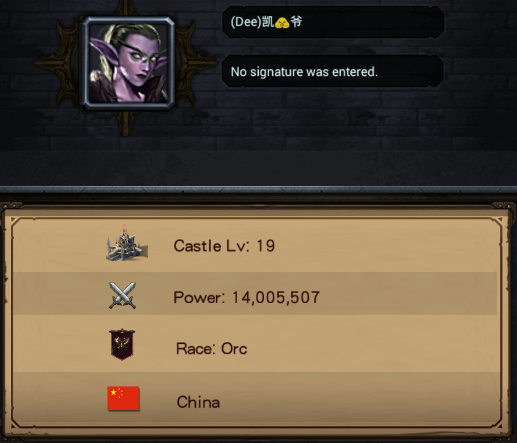 (Dee)凯🙆爷
No signature was entered.
Castle Lv: 19
Power: 14,005,507
Race: Orc
China